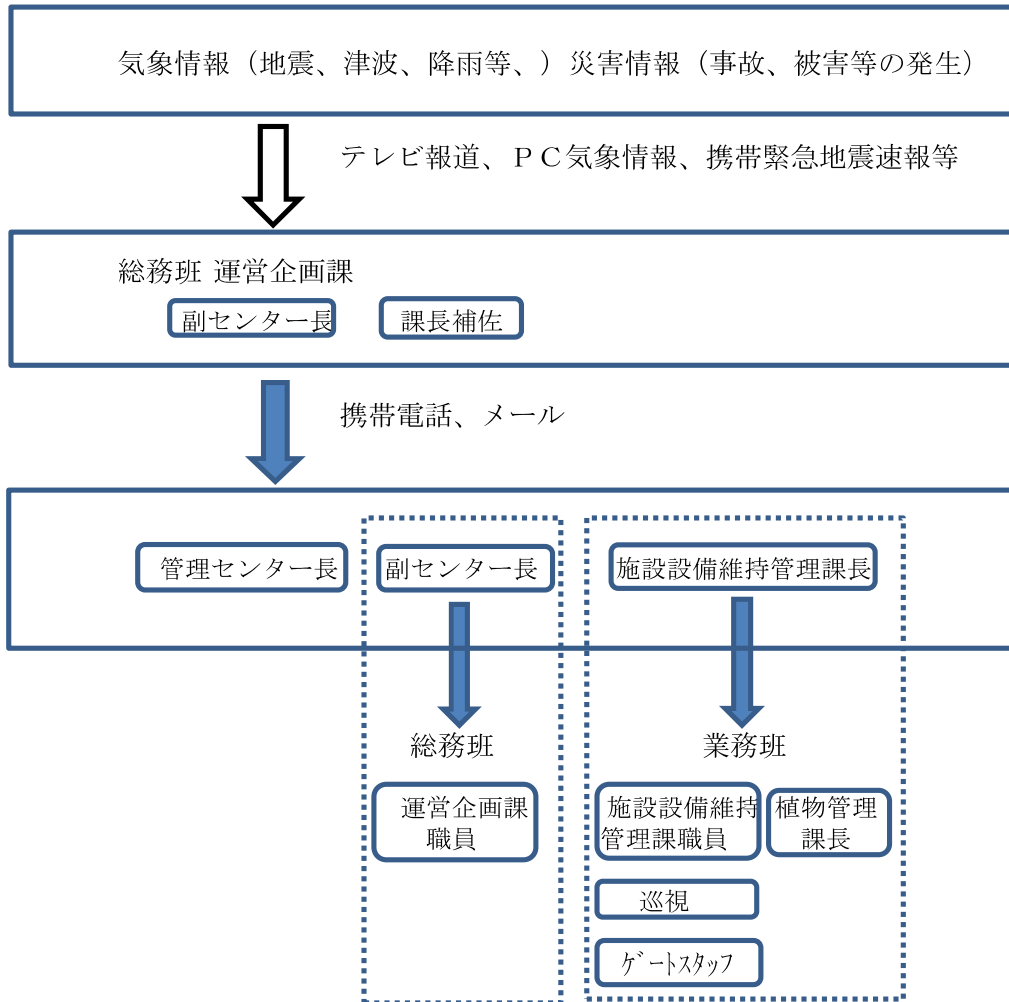 気象情報（地震、津波、降雨等、）災害情報（事故、被害等の発生）
テレビ報道、ＰＣ気象情報、携帯緊急地震速報等
総務班 運営企画課
副センター長
課長補佐
携帯電話、メール
管理センター長
副センター長
施設設備維持管理課長
総務班
業務班
運営企画課
職員
施設設備維持
管理課職員
植物管理
課長
巡視
ｹﾞｰﾄｽﾀｯﾌ